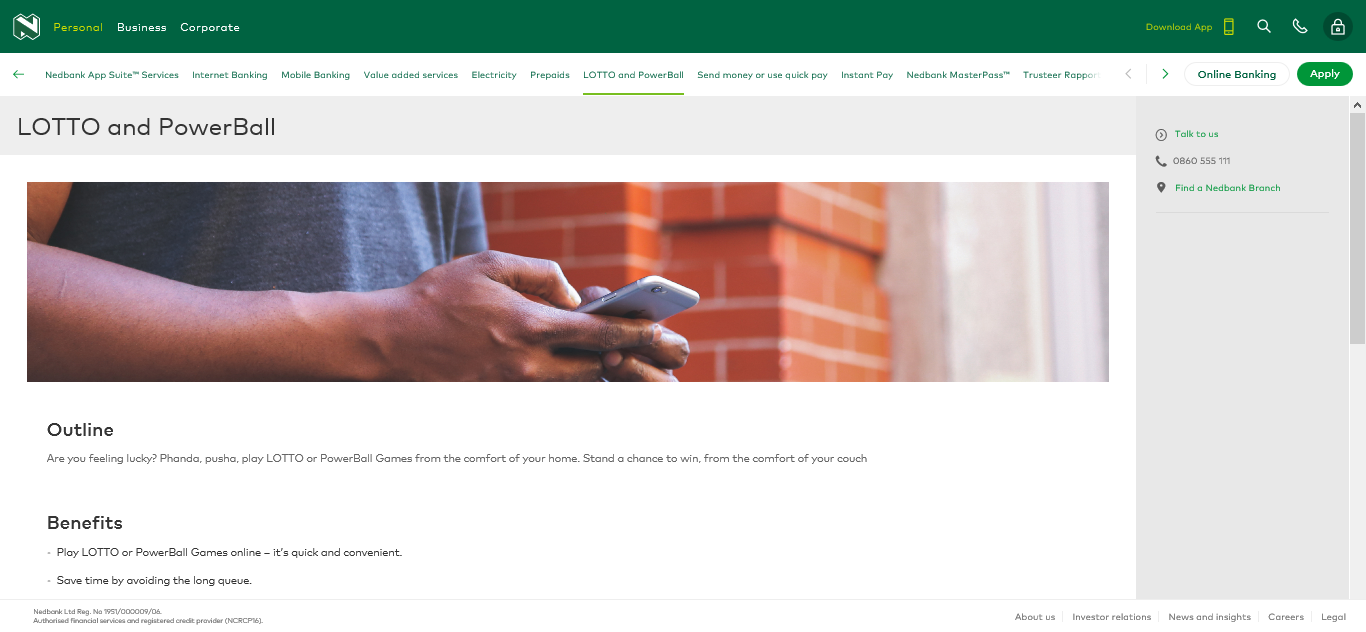 Personal Business Corporate Download App
Nedbank App Suite™ Services Internet Banking Mobile Banking Value added services Electricity Prepaids LOTTO and PowerBall Send money or use quick pay Instant Pay Nedbank MasterPass™ Trusteer Rappor Online Banking Apply
LOTTO and PowerBall
Talk to us
0860 555 111
Find a Nedbank Branch
Outline
Are you feeling lucky? Phanda, pusha, play LOTTO or PowerBall Games from the comfort of your home. Stand a chance to win, from the comfort of your couch
Benefits
- Play LOTTO or PowerBall Games online – it's quick and convenient.
- Save time by avoiding the long queue.
Nedbank Ltd Reg. No 1951/000009/06.
Authorised financial services and registered credit provider (NCRCP16).
About us Investor relations News and insights Careers Legal